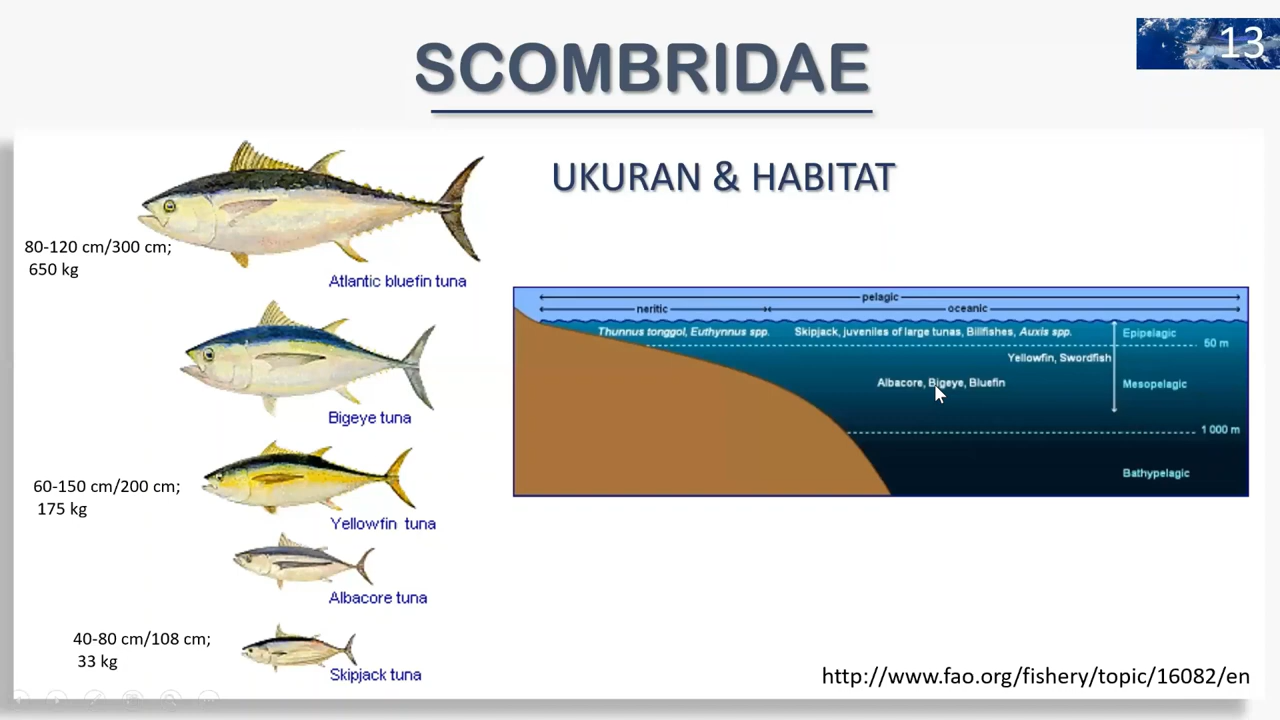 13
SCOMBRIDAE
UKURAN & HABITAT
80-120 cm/300 cm;
650 kg
Atlantic bluefin tuna
Bigeye tuna
60-150 cm/200 cm;
175 kg
Yellowfin tuna
Albacore tuna
40-80 cm/108 cm;
33 kg
Skipjack tuna
pelagic
neritic oceanic
Thunnus tonggol, Euthynnus spp. Skipjack, juveniles of large tunas, Billfishes, Auxis spp. Epipelagic
50 m
Yellowfin, Swordfish
Albacore, Bigeye, Bluefin Mesopelagic
1 000 m
Bathypelagic
http://www.fao.org/fishery/topic/16082/en